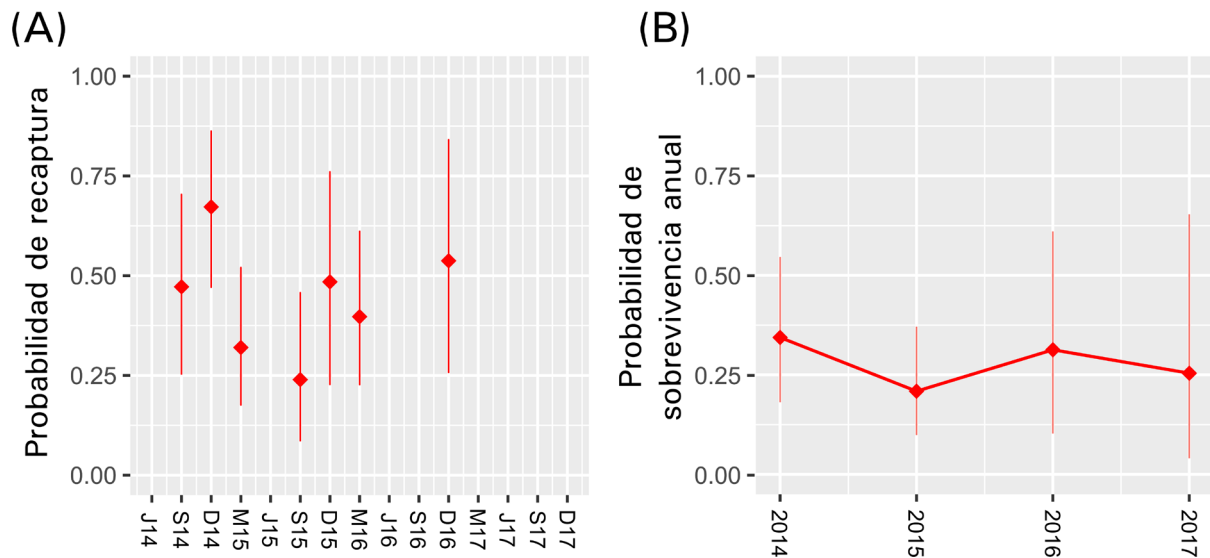 (A)
Probabilidad de recaptura
1.00
0.75
0.50
0.25
0.00
J14
S14
D14
M15
J15
S15
D15
M16
J16
S16
D16
M17
J17
S17
D17
(B)
Probabilidad de
sobrevivencia anual
1.00
0.75
0.50
0.25
0.00
2014
2015
2016
2017